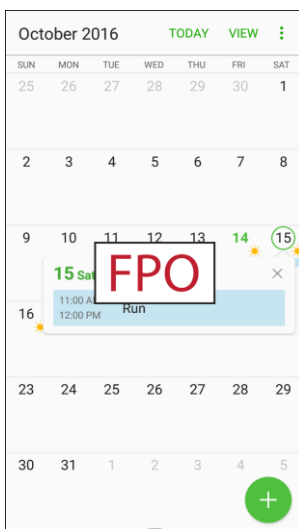 October 2016 TODAY VIEW
SUN MON TUE WED THU FRI SAT
25 26 27 28 29 30 1
2 3 4 5 6 7 8
9 10 11 12 13 14 15
15 Sat
FPO
11:00 A
12:00 PM
Run
16
23 24 25 26 27 28 29
30 31 1 2 3 4 5